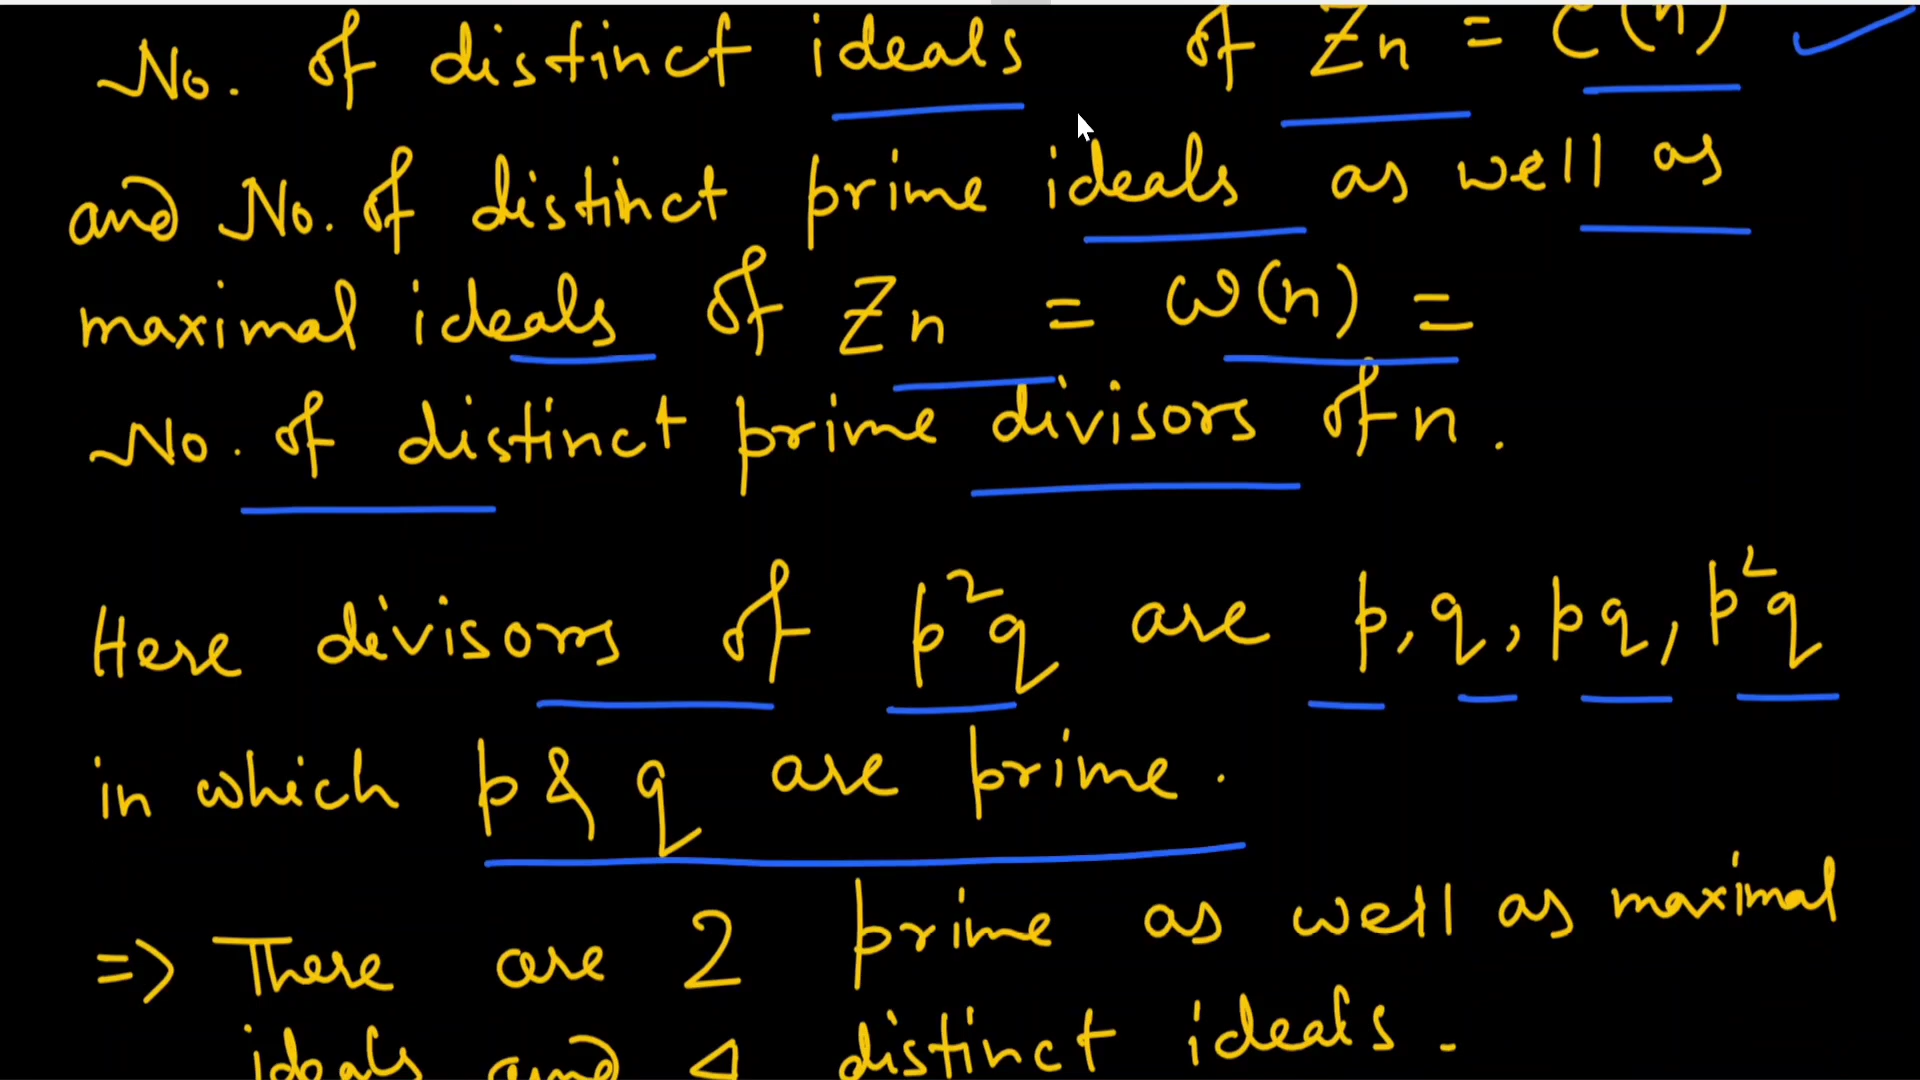 No. of distinct ideals of Zn = τ(n)
and No. of distinct prime ideals as well as
maximal ideals of Zn = ω(n) =
No. of distinct prime divisors of n.
Here divisors of p²q are p, q, pq, p²q
in which p & q are prime.
=> There are 2 prime as well as maximal
ideals and 4 distinct ideals.